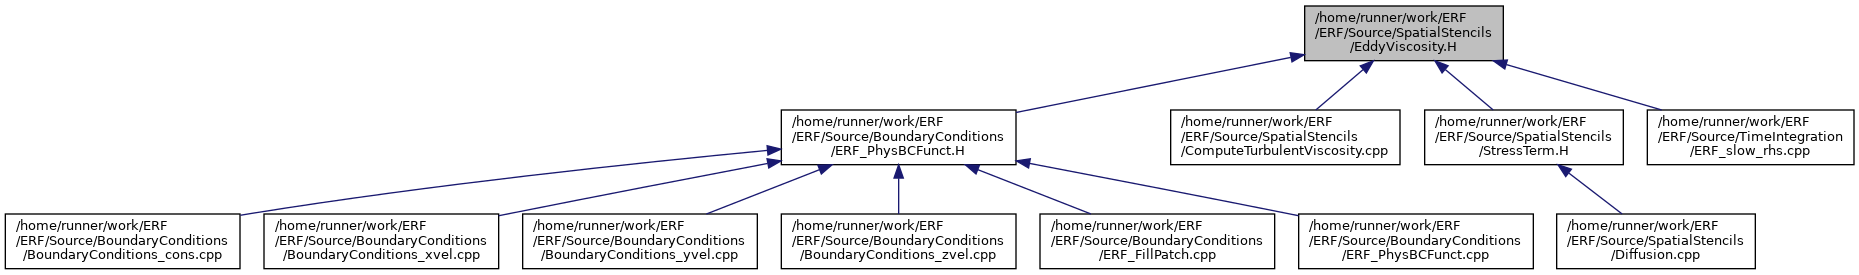 /home/runner/work/ERF
/ERF/Source/SpatialStencils
/EddyViscosity.H
/home/runner/work/ERF
/ERF/Source/BoundaryConditions
/ERF_PhysBCFunct.H
/home/runner/work/ERF
/ERF/Source/SpatialStencils
/ComputeTurbulentViscosity.cpp
/home/runner/work/ERF
/ERF/Source/SpatialStencils
/StressTerm.H
/home/runner/work/ERF
/ERF/Source/TimeIntegration
/ERF_slow_rhs.cpp
/home/runner/work/ERF
/ERF/Source/BoundaryConditions
/BoundaryConditions_cons.cpp
/home/runner/work/ERF
/ERF/Source/BoundaryConditions
/BoundaryConditions_xvel.cpp
/home/runner/work/ERF
/ERF/Source/BoundaryConditions
/BoundaryConditions_yvel.cpp
/home/runner/work/ERF
/ERF/Source/BoundaryConditions
/BoundaryConditions_zvel.cpp
/home/runner/work/ERF
/ERF/Source/BoundaryConditions
/ERF_FillPatch.cpp
/home/runner/work/ERF
/ERF/Source/BoundaryConditions
/ERF_PhysBCFunct.cpp
/home/runner/work/ERF
/ERF/Source/SpatialStencils
/Diffusion.cpp